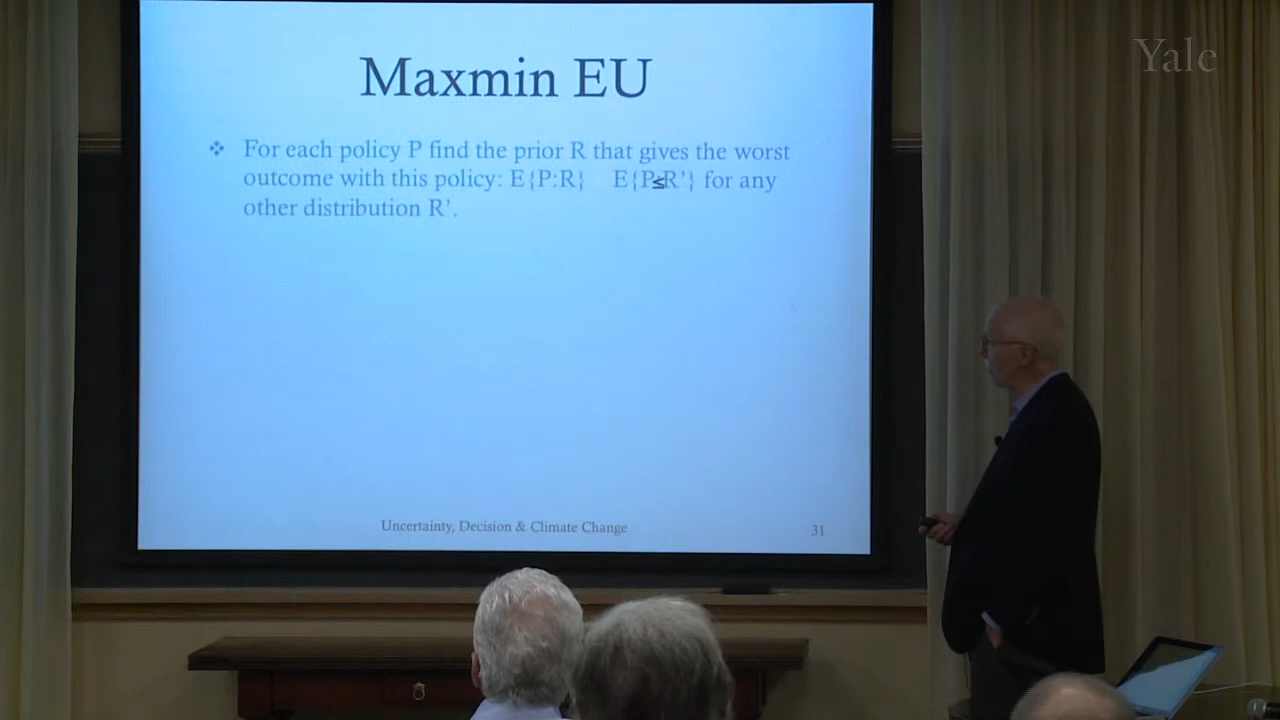 Yale
Maxmin EU
❖ For each policy P find the prior R that gives the worst
outcome with this policy: E{P:R} E{P≤R'} for any
other distribution R'.
Uncertainty, Decision & Climate Change
31